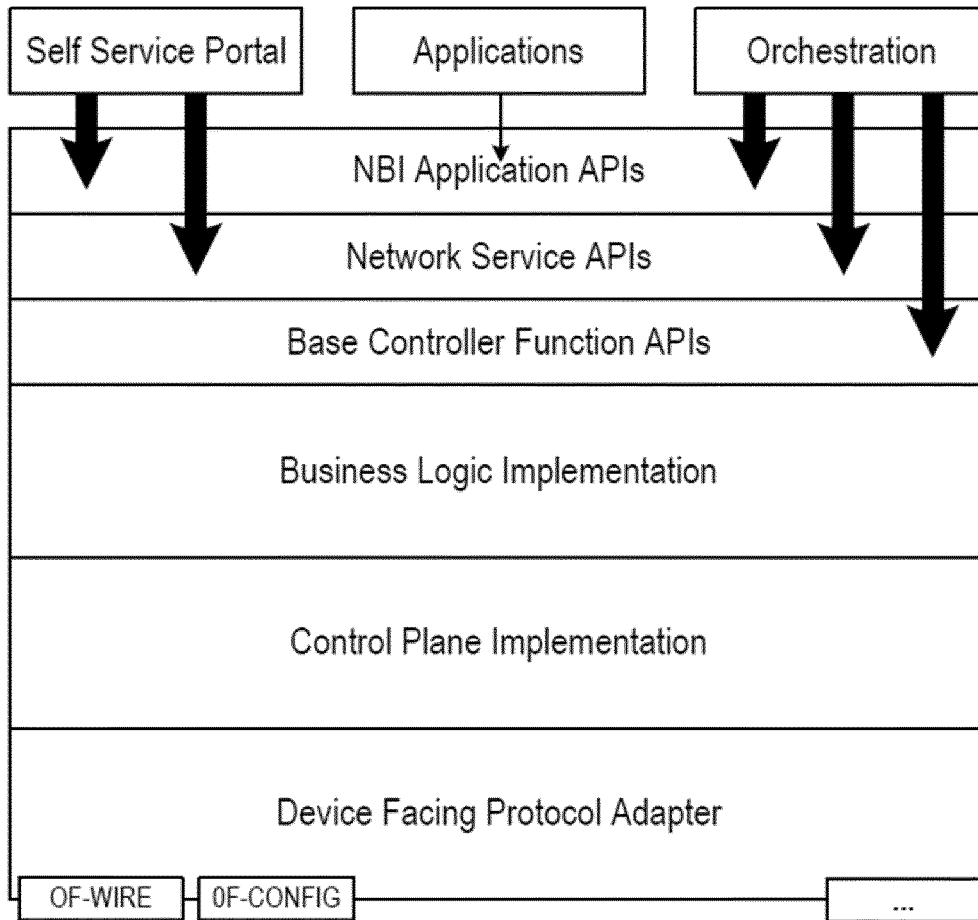 Self Service Portal
Applications
Orchestration
NBI Application APIs
Network Service APIs
Base Controller Function APIs
Business Logic Implementation
Control Plane Implementation
Device Facing Protocol Adapter
OF-WIRE
0F-CONFIG
...